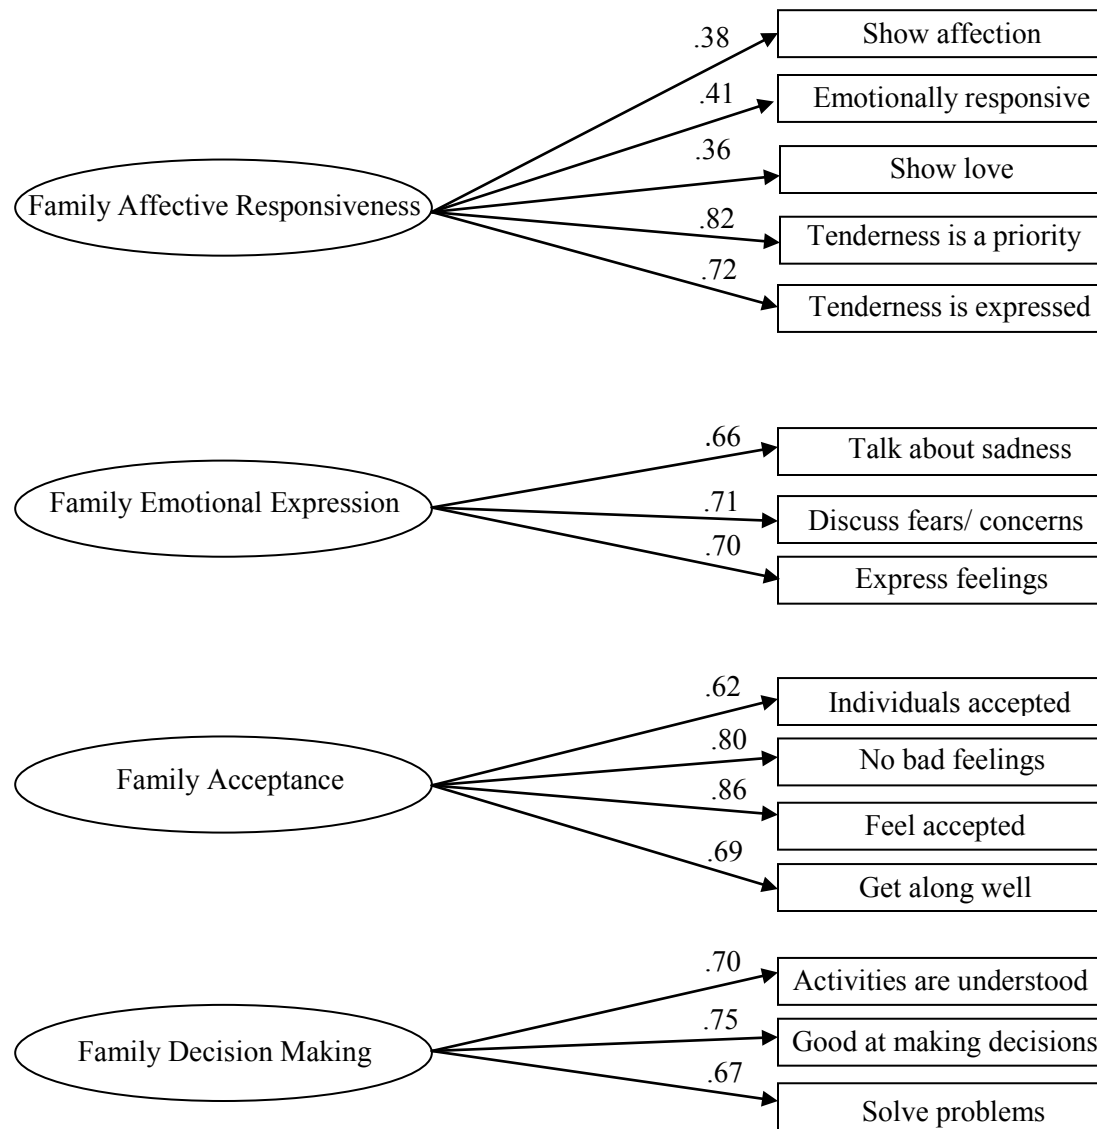 .38
Show affection
.41
Emotionally responsive
.36
Show love
Family Affective Responsiveness
.82
Tenderness is a priority
.72
Tenderness is expressed
.66
Talk about sadness
Family Emotional Expression
.71
Discuss fears/ concerns
.70
Express feelings
.62
Individuals accepted
.80
No bad feelings
Family Acceptance
.86
Feel accepted
.69
Get along well
.70
Activities are understood
.75
Good at making decisions
Family Decision Making
.67
Solve problems